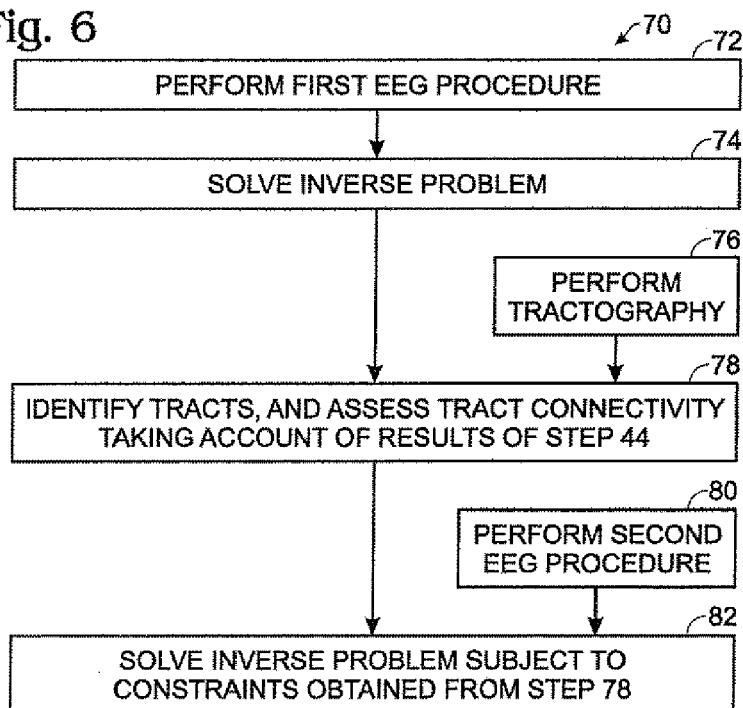 Fig. 6
70
72
PERFORM FIRST EEG PROCEDURE
74
SOLVE INVERSE PROBLEM
76
PERFORM
TRACTOGRAPHY
78
IDENTIFY TRACTS, AND ASSESS TRACT CONNECTIVITY
TAKING ACCOUNT OF RESULTS OF STEP 44
80
PERFORM SECOND
EEG PROCEDURE
82
SOLVE INVERSE PROBLEM SUBJECT TO
CONSTRAINTS OBTAINED FROM STEP 78